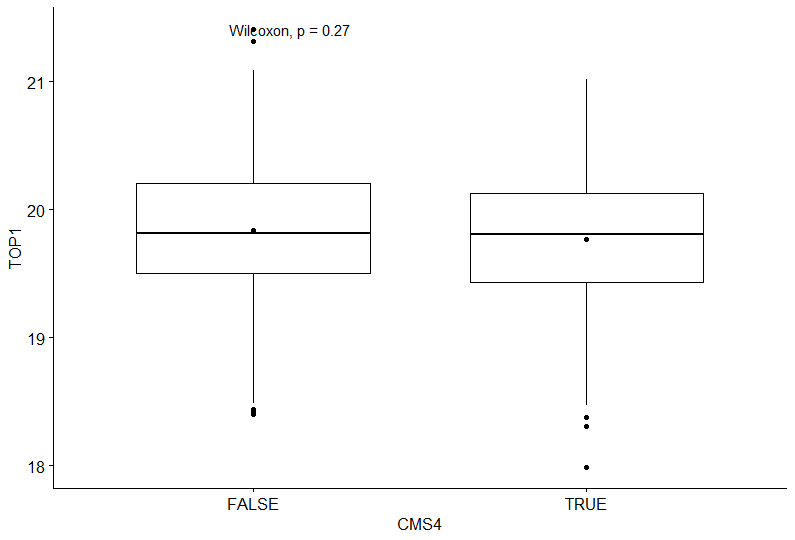 Wilcoxon, p = 0.27
21
20
19
18
TOP1
FALSE
TRUE
CMS4